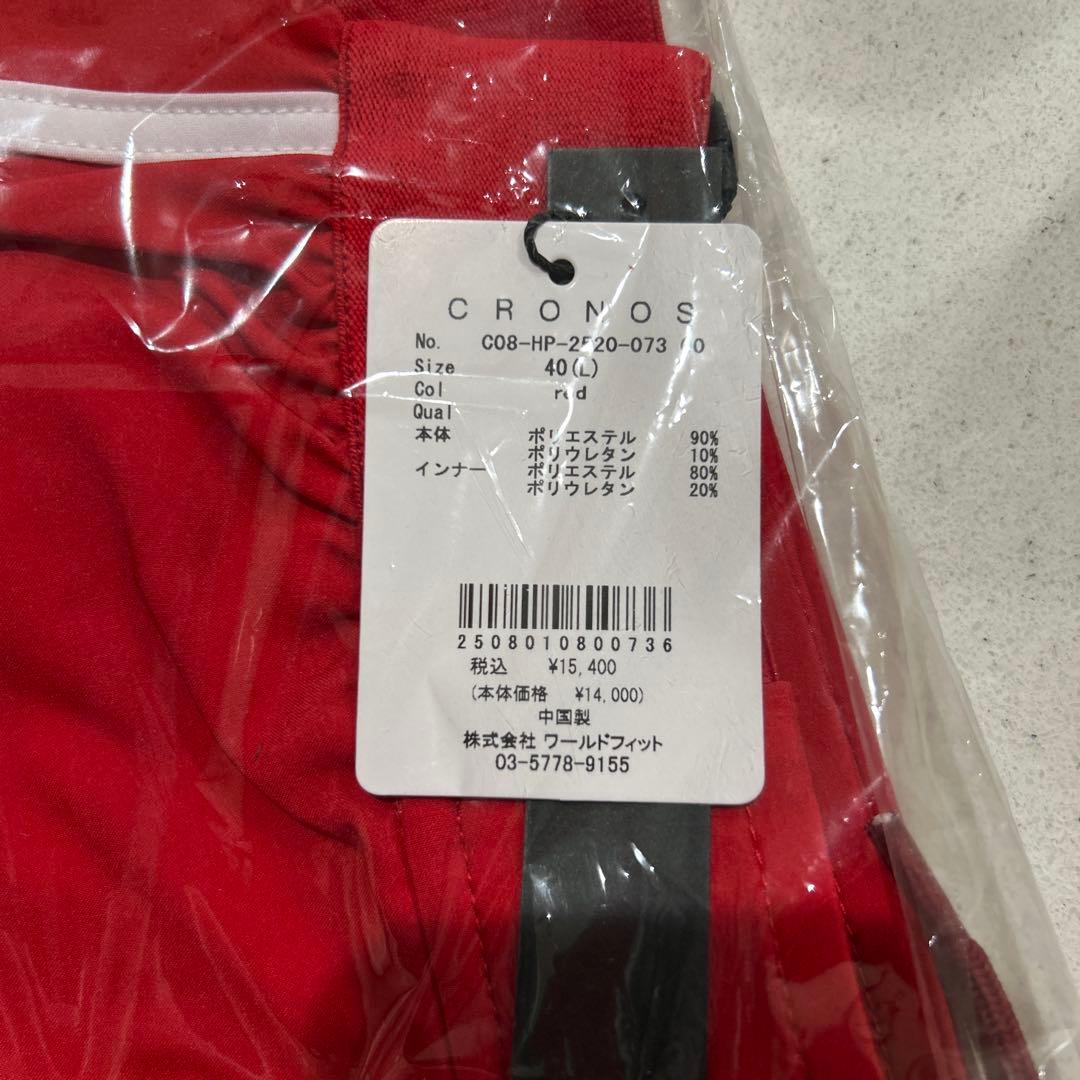 CRONOS
No. C08-HP-2520-073
Size 40(L)
Col red
Qual
本体 ポリエステル 90%
ポリウレタン 10%
インナー ポリエステル 80%
ポリウレタン 20%
2508010800736
税込 ¥15,400
(本体価格 ¥14,000)
中国製
株式会社 ワールドフィット
03-5778-9155